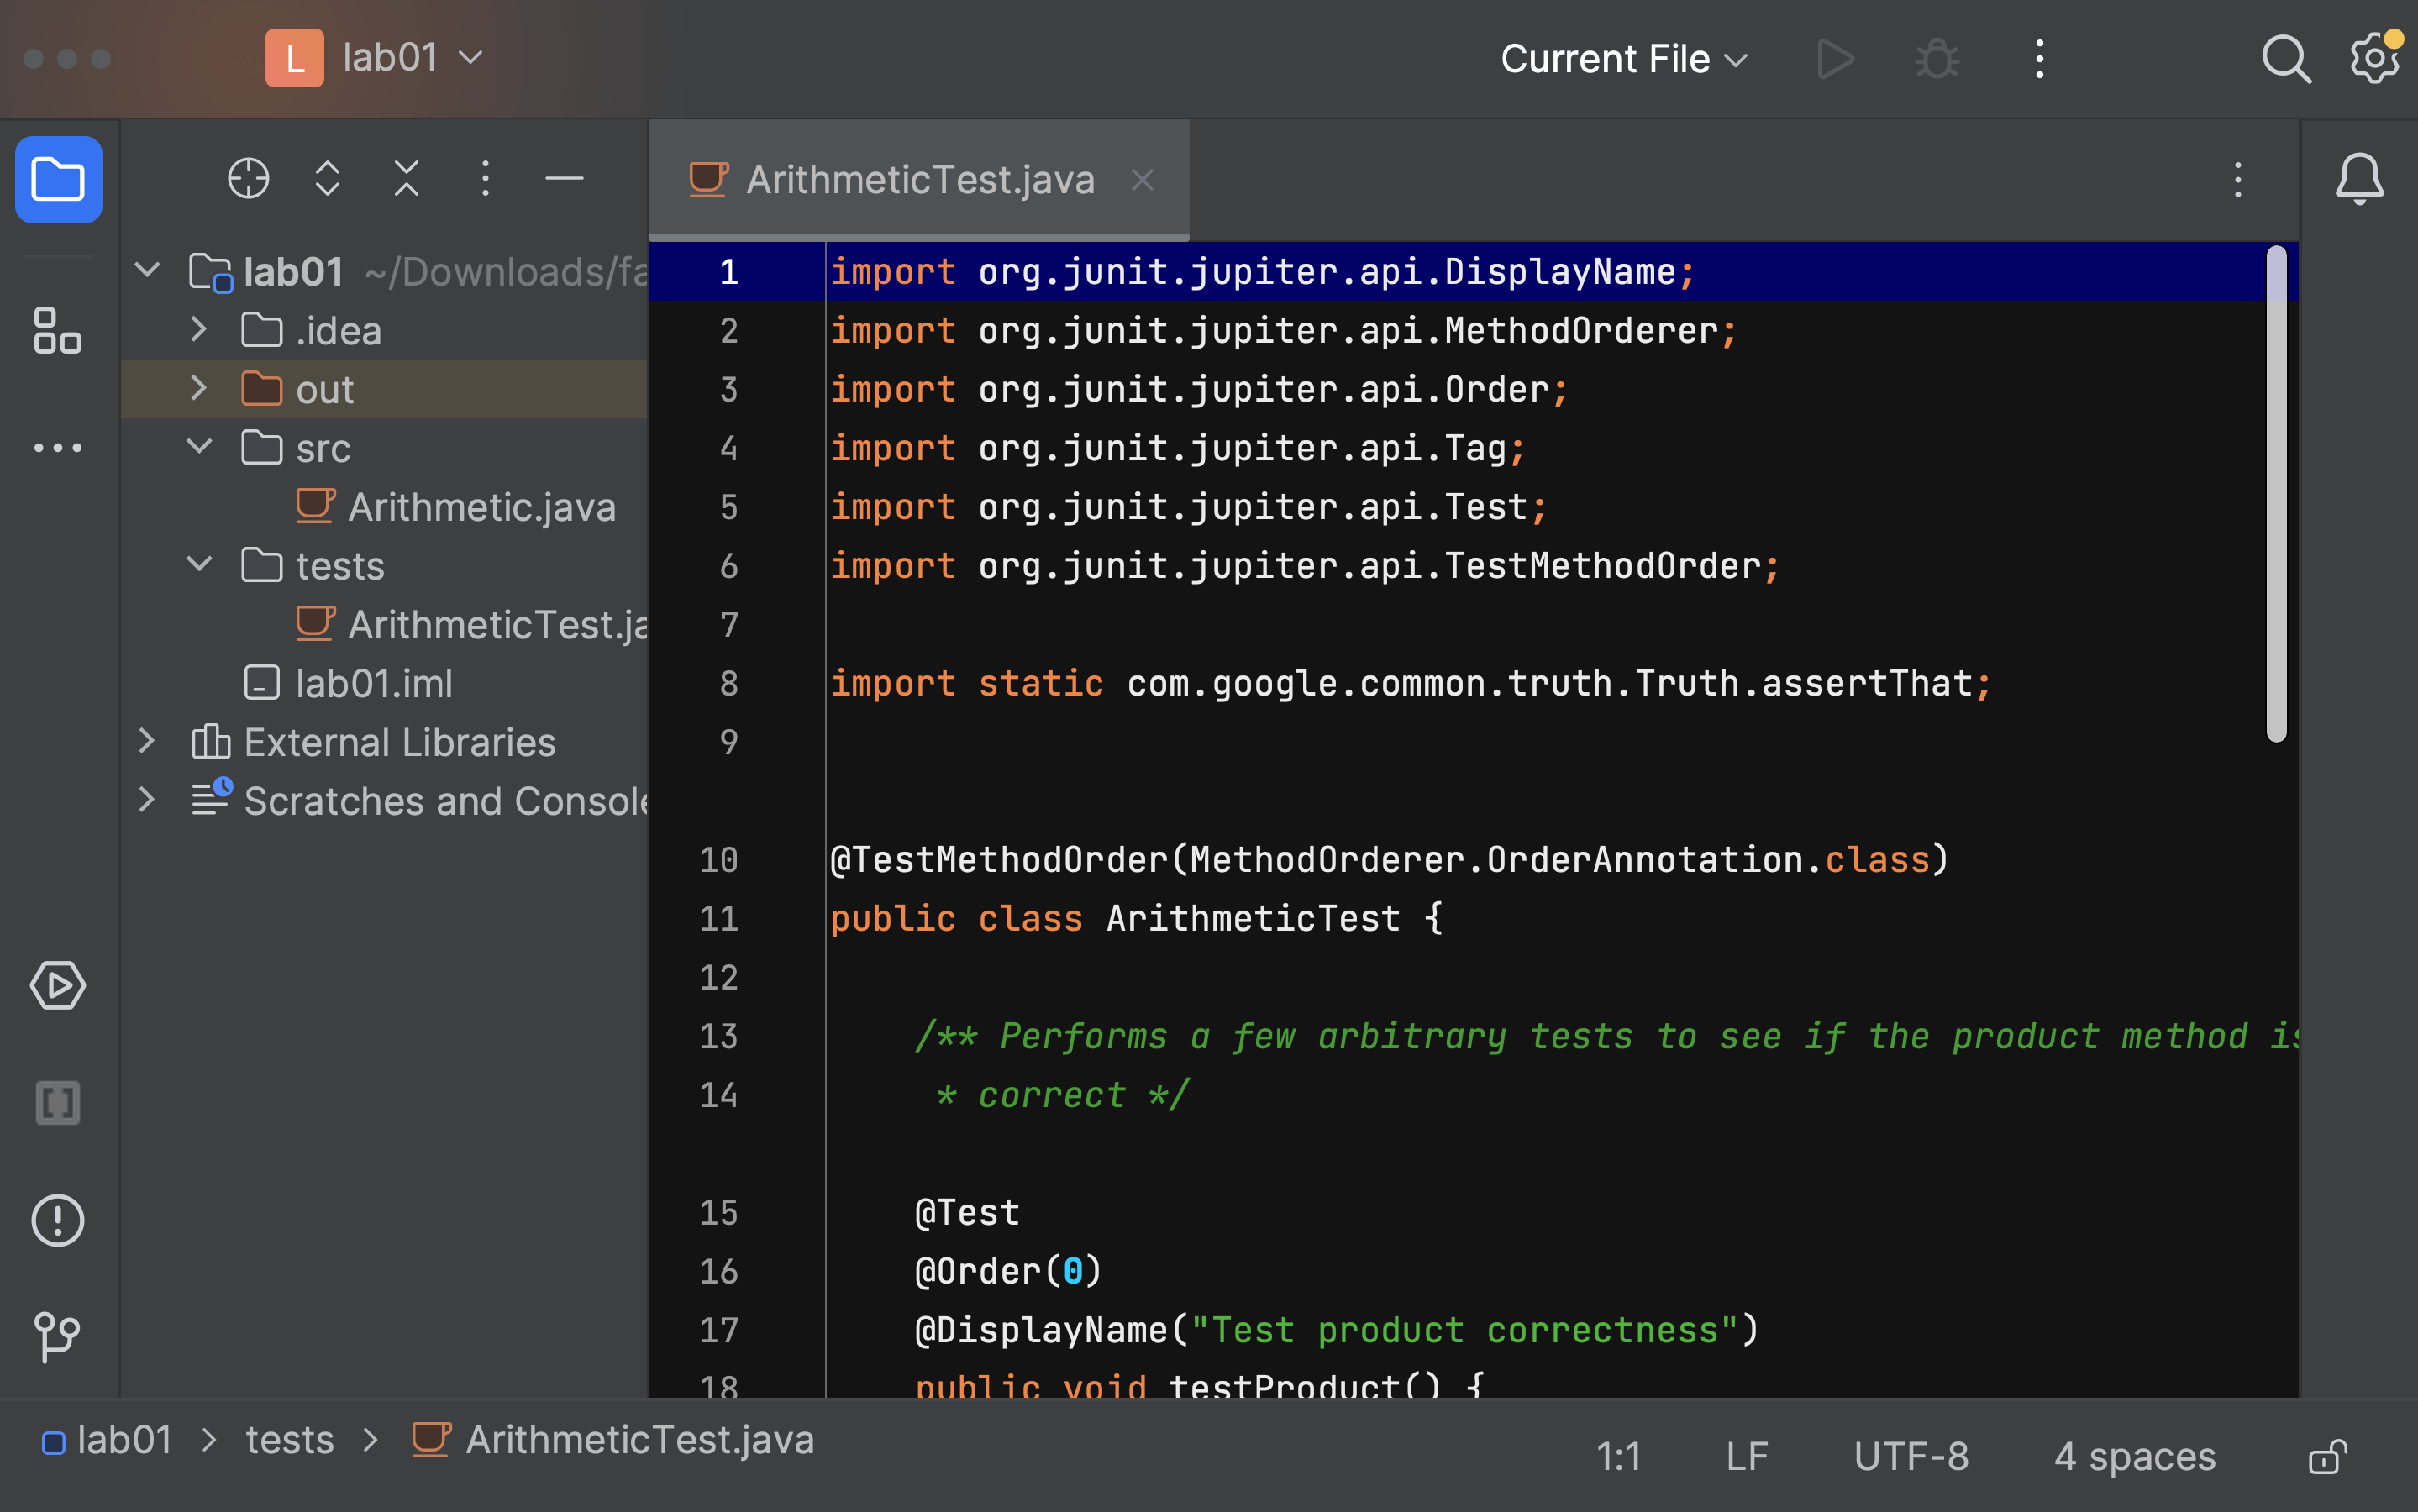 L lab01 Current File
lab01 ~/Downloads/fa
.idea
out
src
Arithmetic.java
tests
ArithmeticTest.ja
lab01.iml
External Libraries
Scratches and Console
ArithmeticTest.java
1 import org.junit.jupiter.api.DisplayName;
2 import org.junit.jupiter.api.MethodOrderer;
3 import org.junit.jupiter.api.Order;
4 import org.junit.jupiter.api.Tag;
5 import org.junit.jupiter.api.Test;
6 import org.junit.jupiter.api.TestMethodOrder;
7
8 import static com.google.common.truth.Truth.assertThat;
9
10 @TestMethodOrder(MethodOrderer.OrderAnnotation.class)
11 public class ArithmeticTest {
12
13 /** Performs a few arbitrary tests to see if the product method is
14 * correct */
15 @Test
16 @Order(0)
17 @DisplayName("Test product correctness")
18 public void testProduct() {
lab01 > tests > ArithmeticTest.java
1:1 LF UTF-8 4 spaces